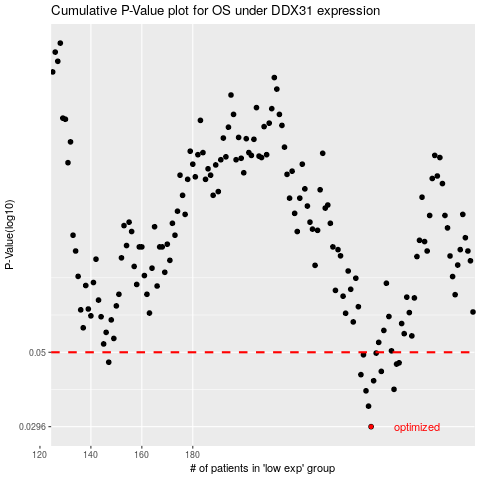 Cumulative P-Value plot for OS under DDX31 expression
P-Value(log10)
0.05
0.0296
optimized
120 140 160 180
# of patients in 'low exp' group